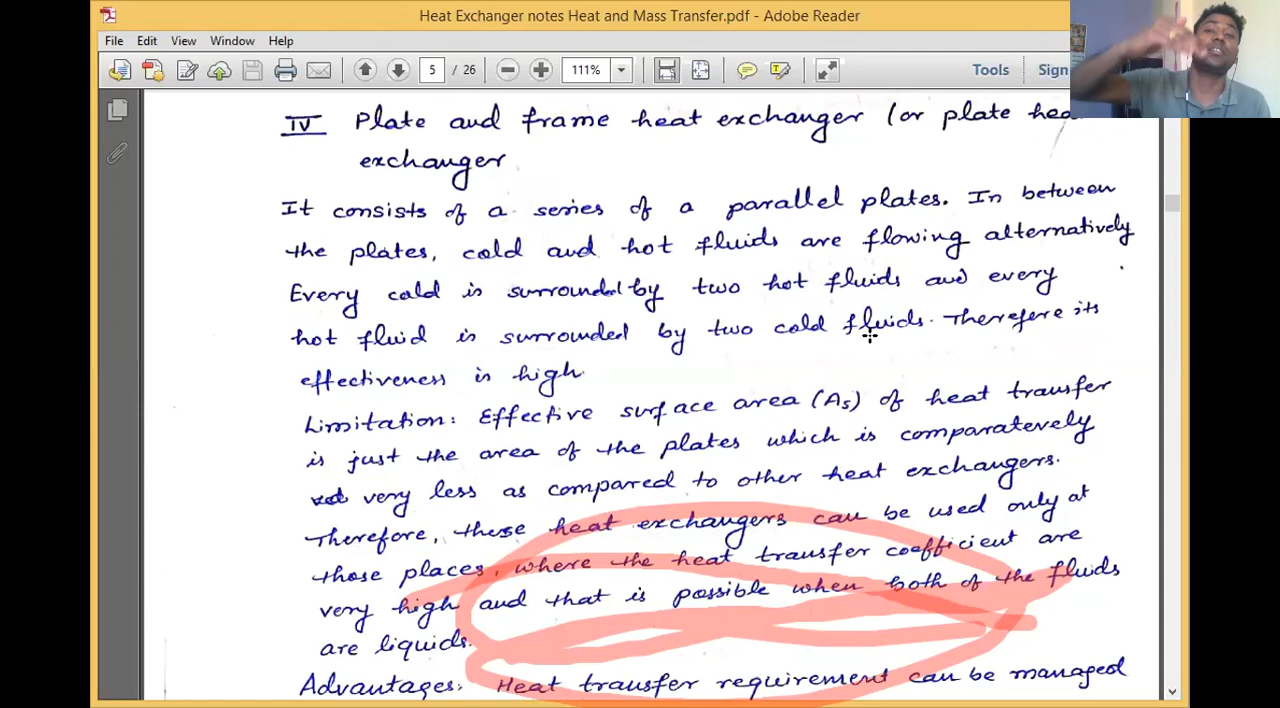 Heat Exchanger notes Heat and Mass Transfer.pdf - Adobe Reader
File Edit View Window Help
5 / 26 111% Tools Sign
IV Plate and frame heat exchanger (or plate hea
exchanger
It consists of a series of a parallel plates. In between
the plates, cold and hot fluids are flowing alternatively
Every cold is surrounded by two hot fluids and every
hot fluid is surrounded by two cold fluids. Therefore its
effectiveness is high.
Limitation: Effective surface area (As) of heat transfer
is just the area of the plates which is comparatevely
very less as compared to other heat exchangers.
Therefore, these heat exchangers can be used only at
those places, where the heat transfer coefficient are
very high and that is possible when both of the fluids
are liquids.
Advantages: Heat transfer requirement can be managed